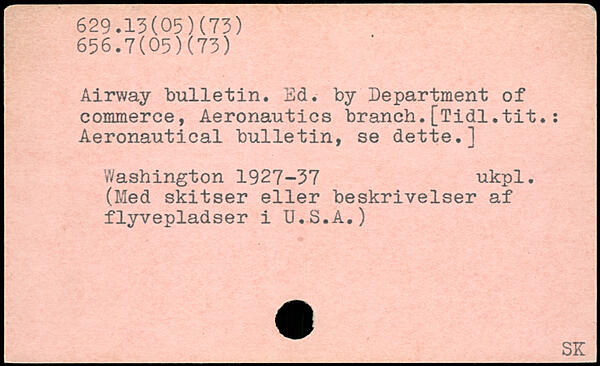 629.13(05)(73)
656.7(05)(73)
Airway bulletin. Ed. by Department of
commerce, Aeronautics branch.[Tidl.tit.:
Aeronautical bulletin, se dette.]
Washington 1927-37 ukpl.
(Med skitser eller beskrivelser af
flyvepladser i U.S.A.)
SK